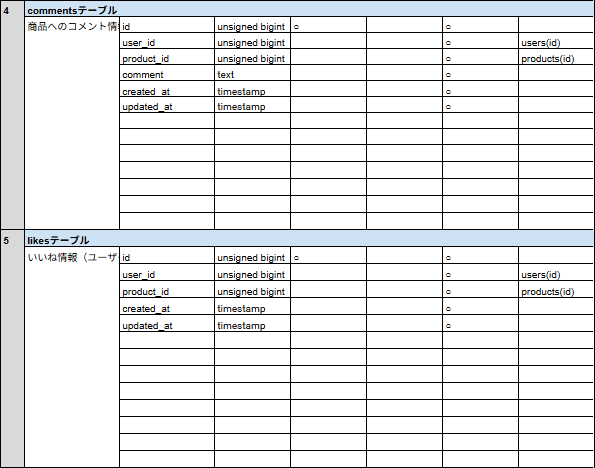 4 commentsテーブル
商品へのコメント情報 id unsigned bigint ○ ○
user_id unsigned bigint ○ users(id)
product_id unsigned bigint ○ products(id)
comment text ○
created_at timestamp ○
updated_at timestamp ○
5 likesテーブル
いいね情報（ユーザ id unsigned bigint ○ ○
user_id unsigned bigint ○ users(id)
product_id unsigned bigint ○ products(id)
created_at timestamp ○
updated_at timestamp ○